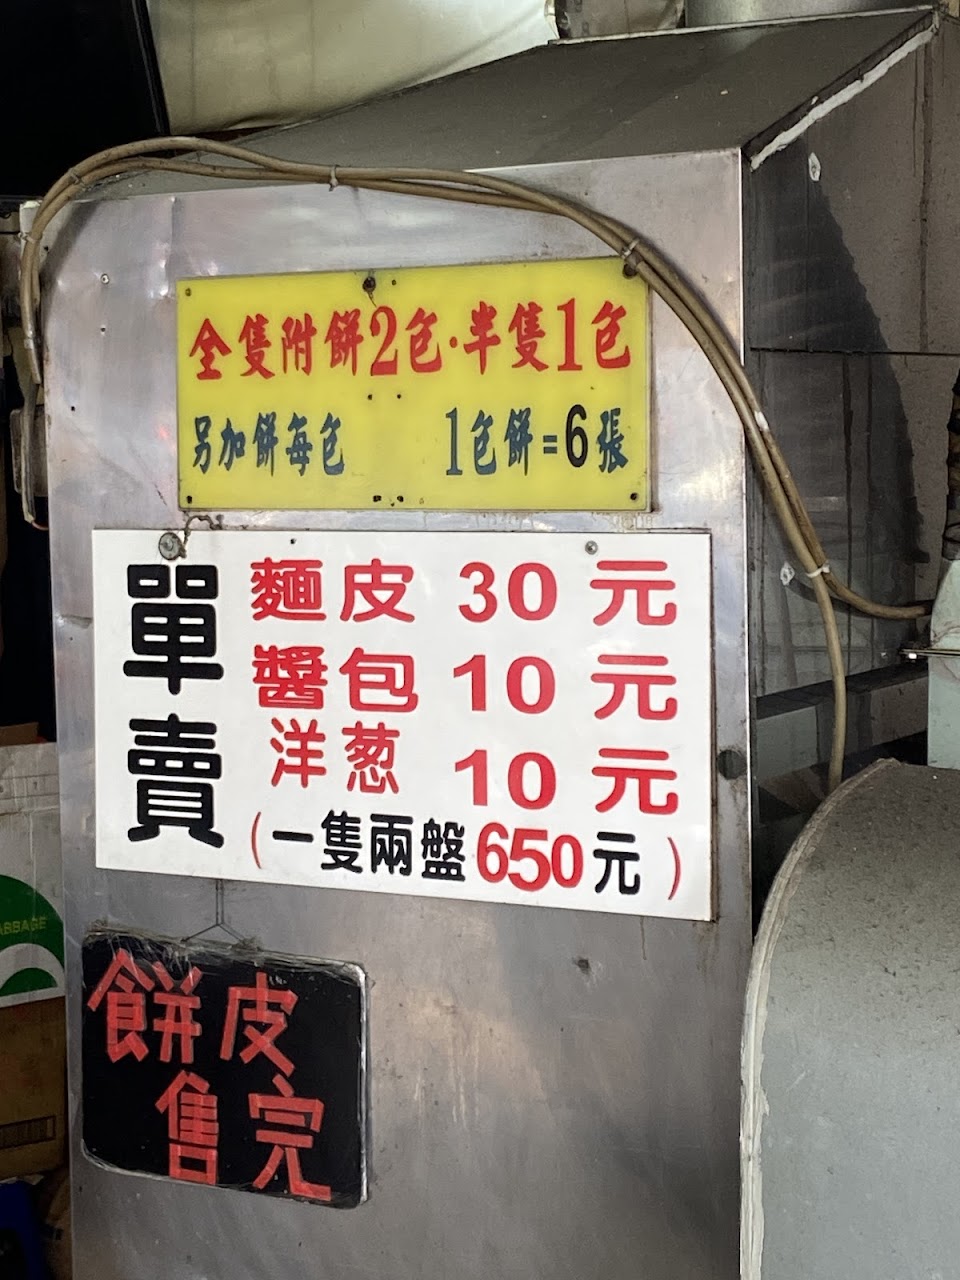 全隻附餅2包·半隻1包
另加餅每包 1包餅=6張
單賣
麵皮 30 元
醬包 10 元
洋葱 10 元
(一隻兩盤650元)
餅皮
售完
ABBAGE